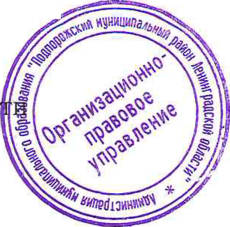 Администрация муниципального образования "Подпорожский муниципальный район Ленинградской области" *
Организационно-
правовое
управление